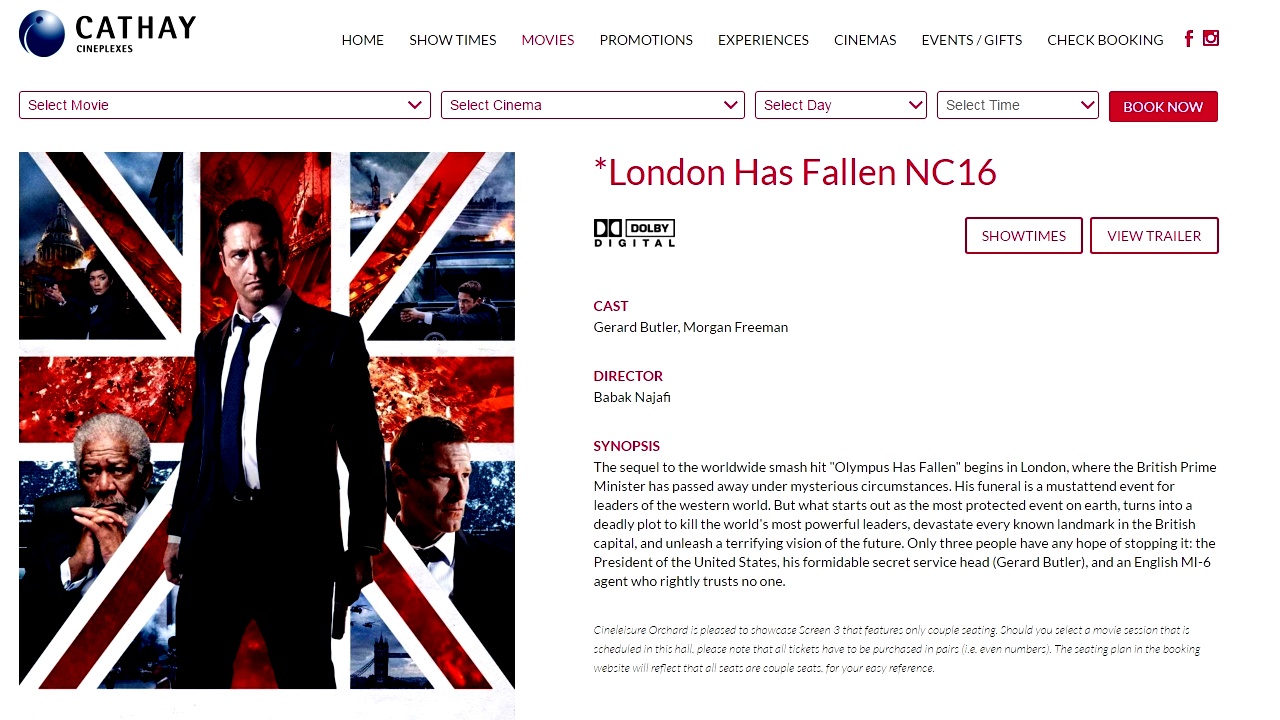 CATHAY
CINEPLEXES
HOME SHOW TIMES MOVIES PROMOTIONS EXPERIENCES CINEMAS EVENTS / GIFTS CHECK BOOKING
Select Movie Select Cinema Select Day Select Time BOOK NOW
*London Has Fallen NC16
DOLBY
DIGITAL
SHOWTIMES VIEW TRAILER
CAST
Gerard Butler, Morgan Freeman
DIRECTOR
Babak Najafi
SYNOPSIS
The sequel to the worldwide smash hit "Olympus Has Fallen" begins in London, where the British Prime
Minister has passed away under mysterious circumstances. His funeral is a mustattend event for
leaders of the western world. But what starts out as the most protected event on earth, turns into a
deadly plot to kill the world's most powerful leaders, devastate every known landmark in the British
capital, and unleash a terrifying vision of the future. Only three people have any hope of stopping it: the
President of the United States, his formidable secret service head (Gerard Butler), and an English MI-6
agent who rightly trusts no one.
Cineleisure Orchard is pleased to showcase Screen 3 that features only couple seating. Should you select a movie session that is
scheduled in this hall, please note that all tickets have to be purchased in pairs (i.e. even numbers). The seating plan in the booking
website will reflect that all seats are couple seats, for your easy reference.